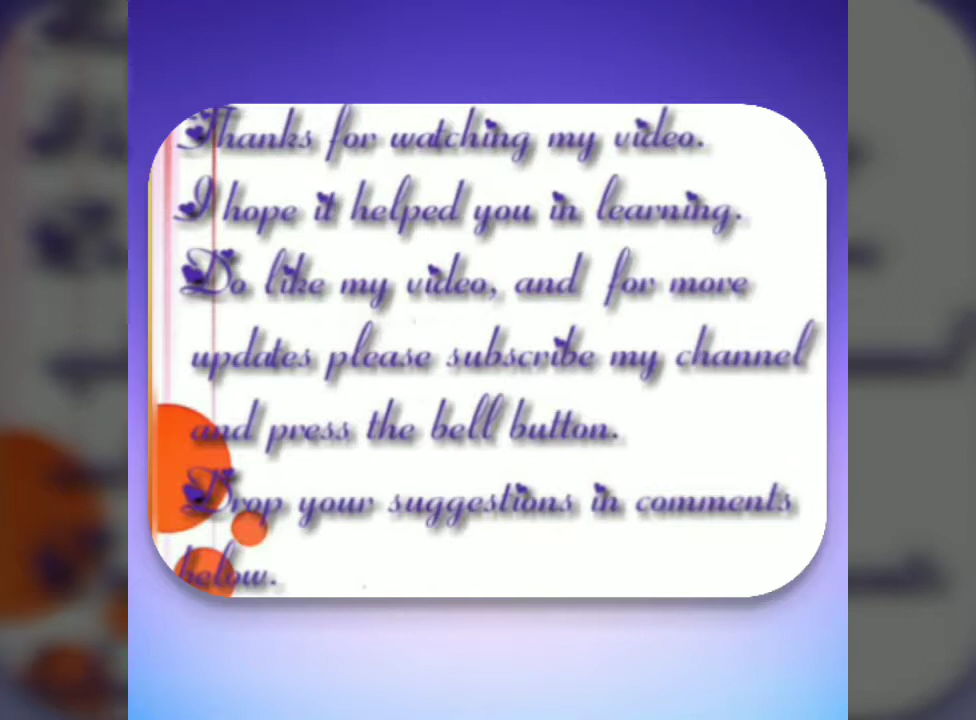 Thanks for watching my video.
I hope it helped you in learning.
Do like my video, and for more
updates please subscribe my channel
and press the bell button.
Drop your suggestions in comments
below.